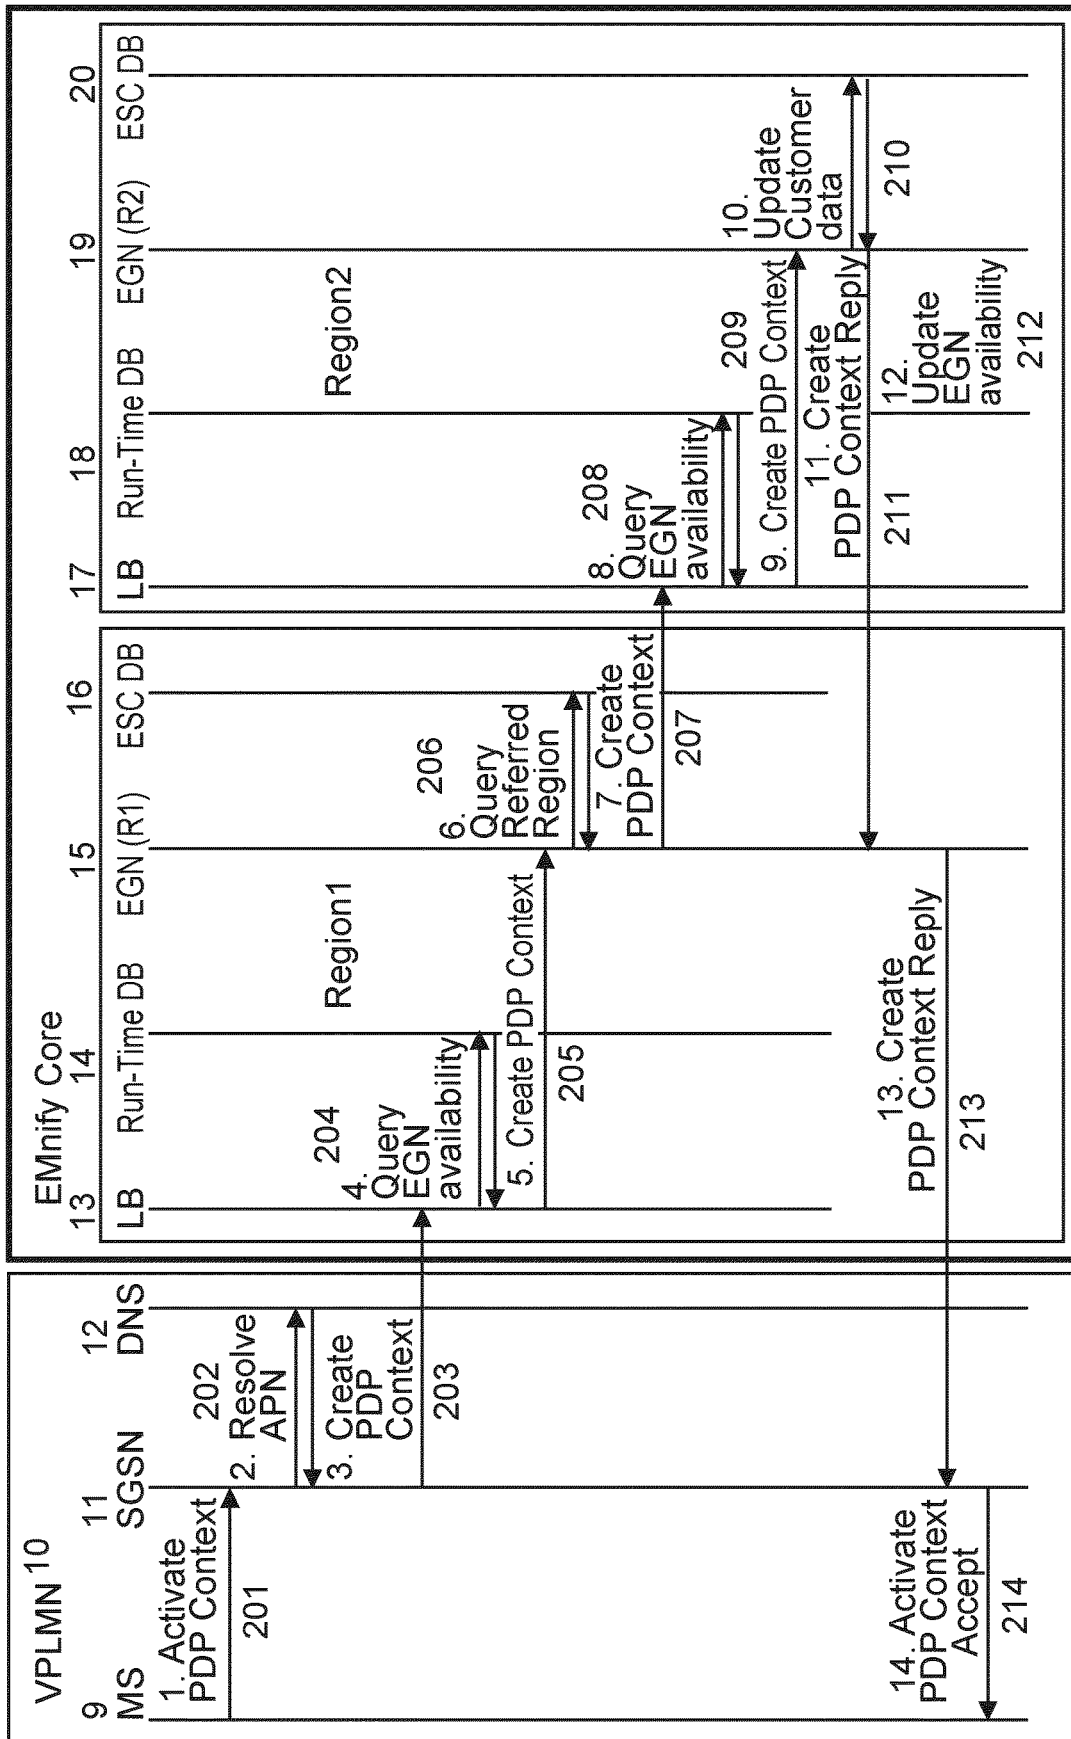 VPLMN 10
9
MS
11
SGSN
12
DNS
1. Activate
PDP Context
201
202
2. Resolve
APN
3. Create
PDP
Context
203
14. Activate
PDP Context
Accept
214
EMnify Core
13
LB
14
Run-Time DB
15
EGN (R1)
16
ESC DB
Region1
204
4.
Query
EGN
availability
5. Create PDP Context
205
206
6.
Query
Referred
Region
7. Create
PDP Context
207
13. Create
PDP Context Reply
213
17
LB
18
Run-Time DB
19
EGN (R2)
20
ESC DB
Region2
208
8.
Query
EGN
availability
209
9. Create PDP Context
10.
Update
Customer
data
210
11. Create
PDP Context Reply
211
12.
Update
EGN
availability
212